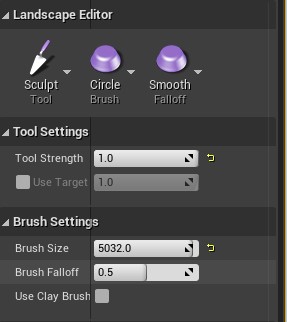 Landscape Editor
Sculpt Circle Smooth
Tool Brush Falloff
Tool Settings
Tool Strength 1.0
Use Target 1.0
Brush Settings
Brush Size 5032.0
Brush Falloff 0.5
Use Clay Brush